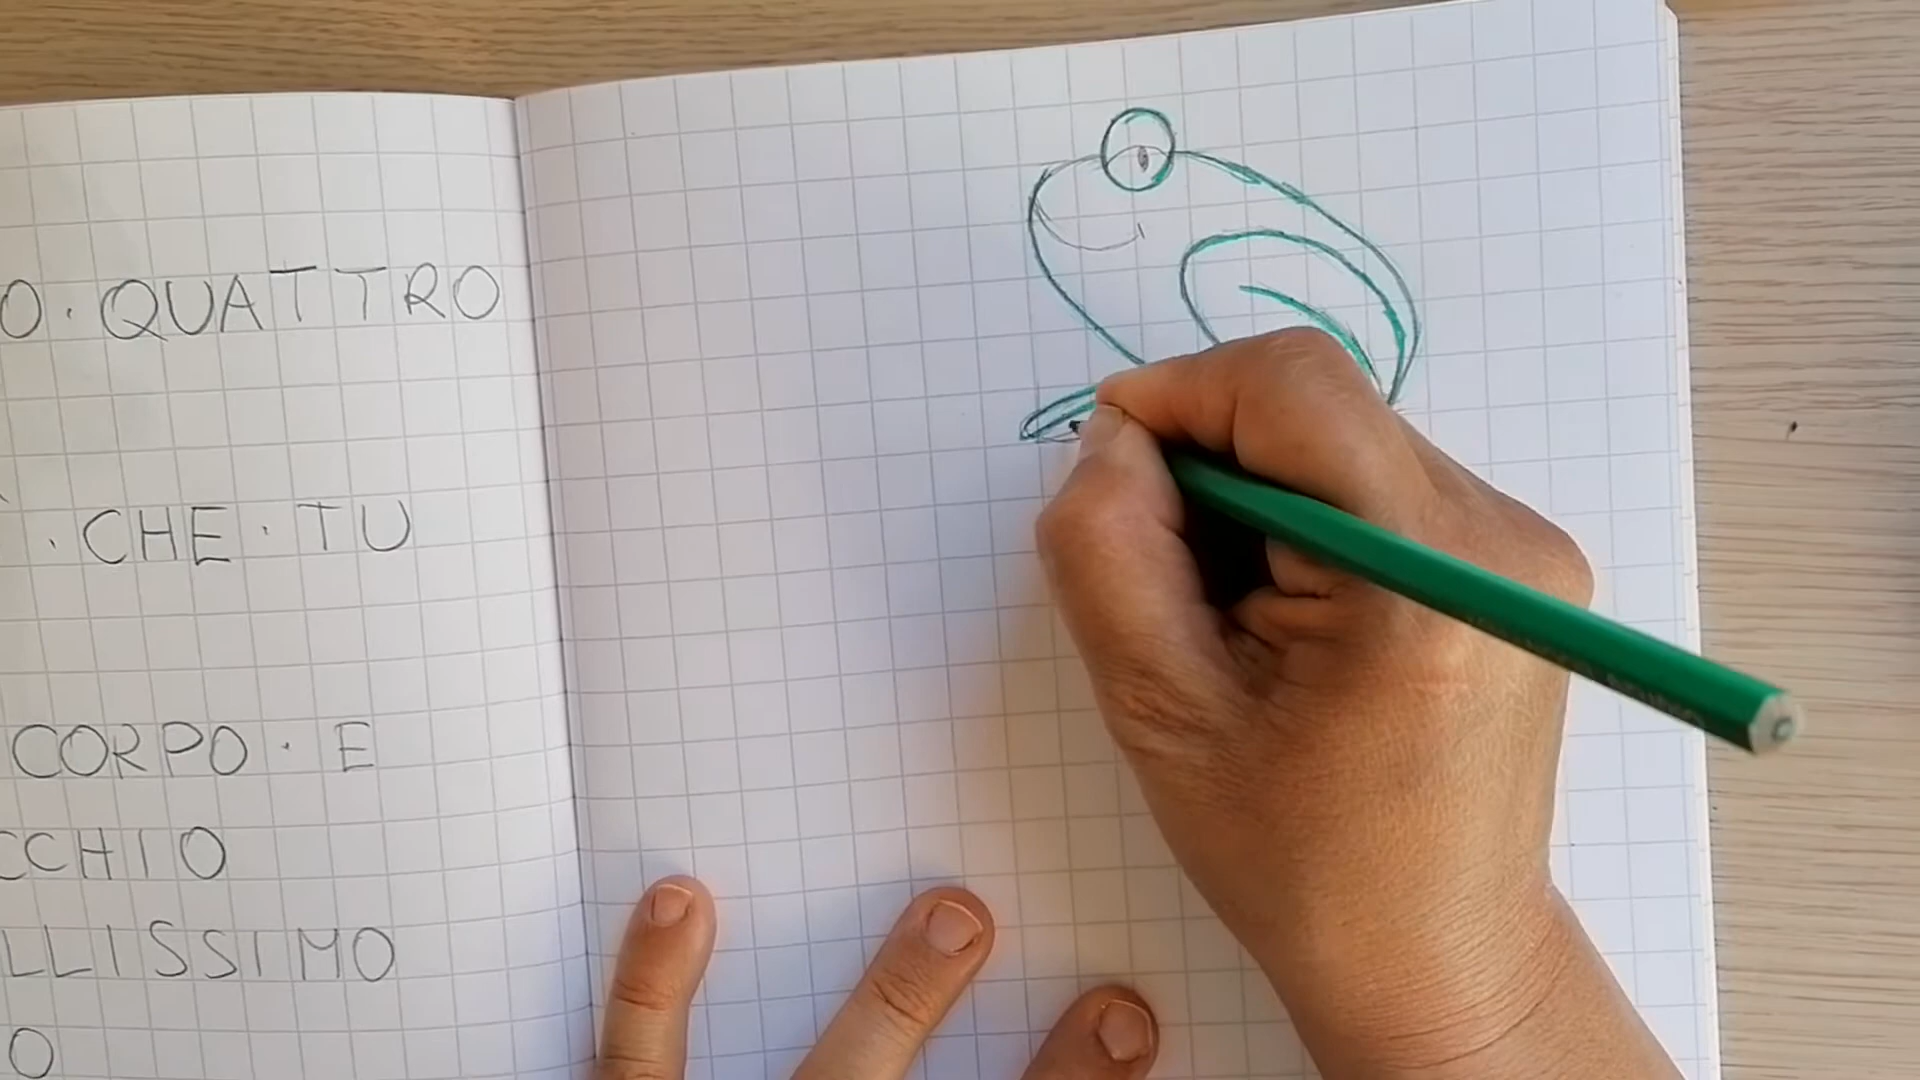 O · QUATTRO
· CHE · TU
CORPO · E
CCHIO
LLISSIMO
O